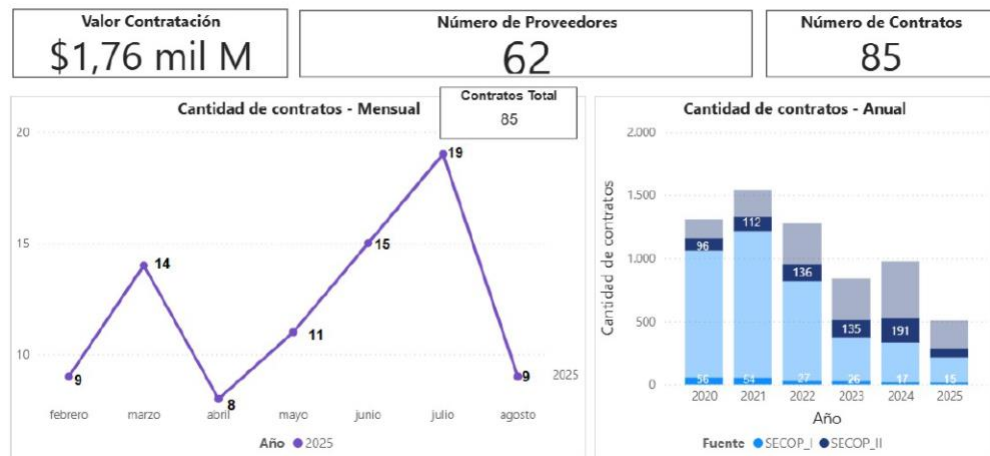 Valor Contratación
$1,76 mil M
Número de Proveedores
62
Número de Contratos
85
Cantidad de contratos - Mensual
Contratos Total
85
20
15
10
9
14
8
11
15
19
9
2025
febrero
marzo
abril
mayo
junio
julio
agosto
Año 2025
Cantidad de contratos - Anual
Cantidad de contratos
2.000
1.500
1.000
500
0
96
112
136
135
191
56
54
27
26
17
15
2020
2021
2022
2023
2024
2025
Año
Fuente SECOP_I SECOP_II